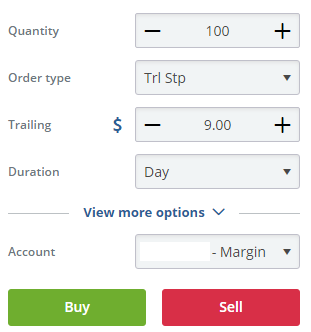 Quantity — 100 +
Order type Trl Stp
Trailing $ — 9.00 +
Duration Day
View more options
Account - Margin
Buy Sell